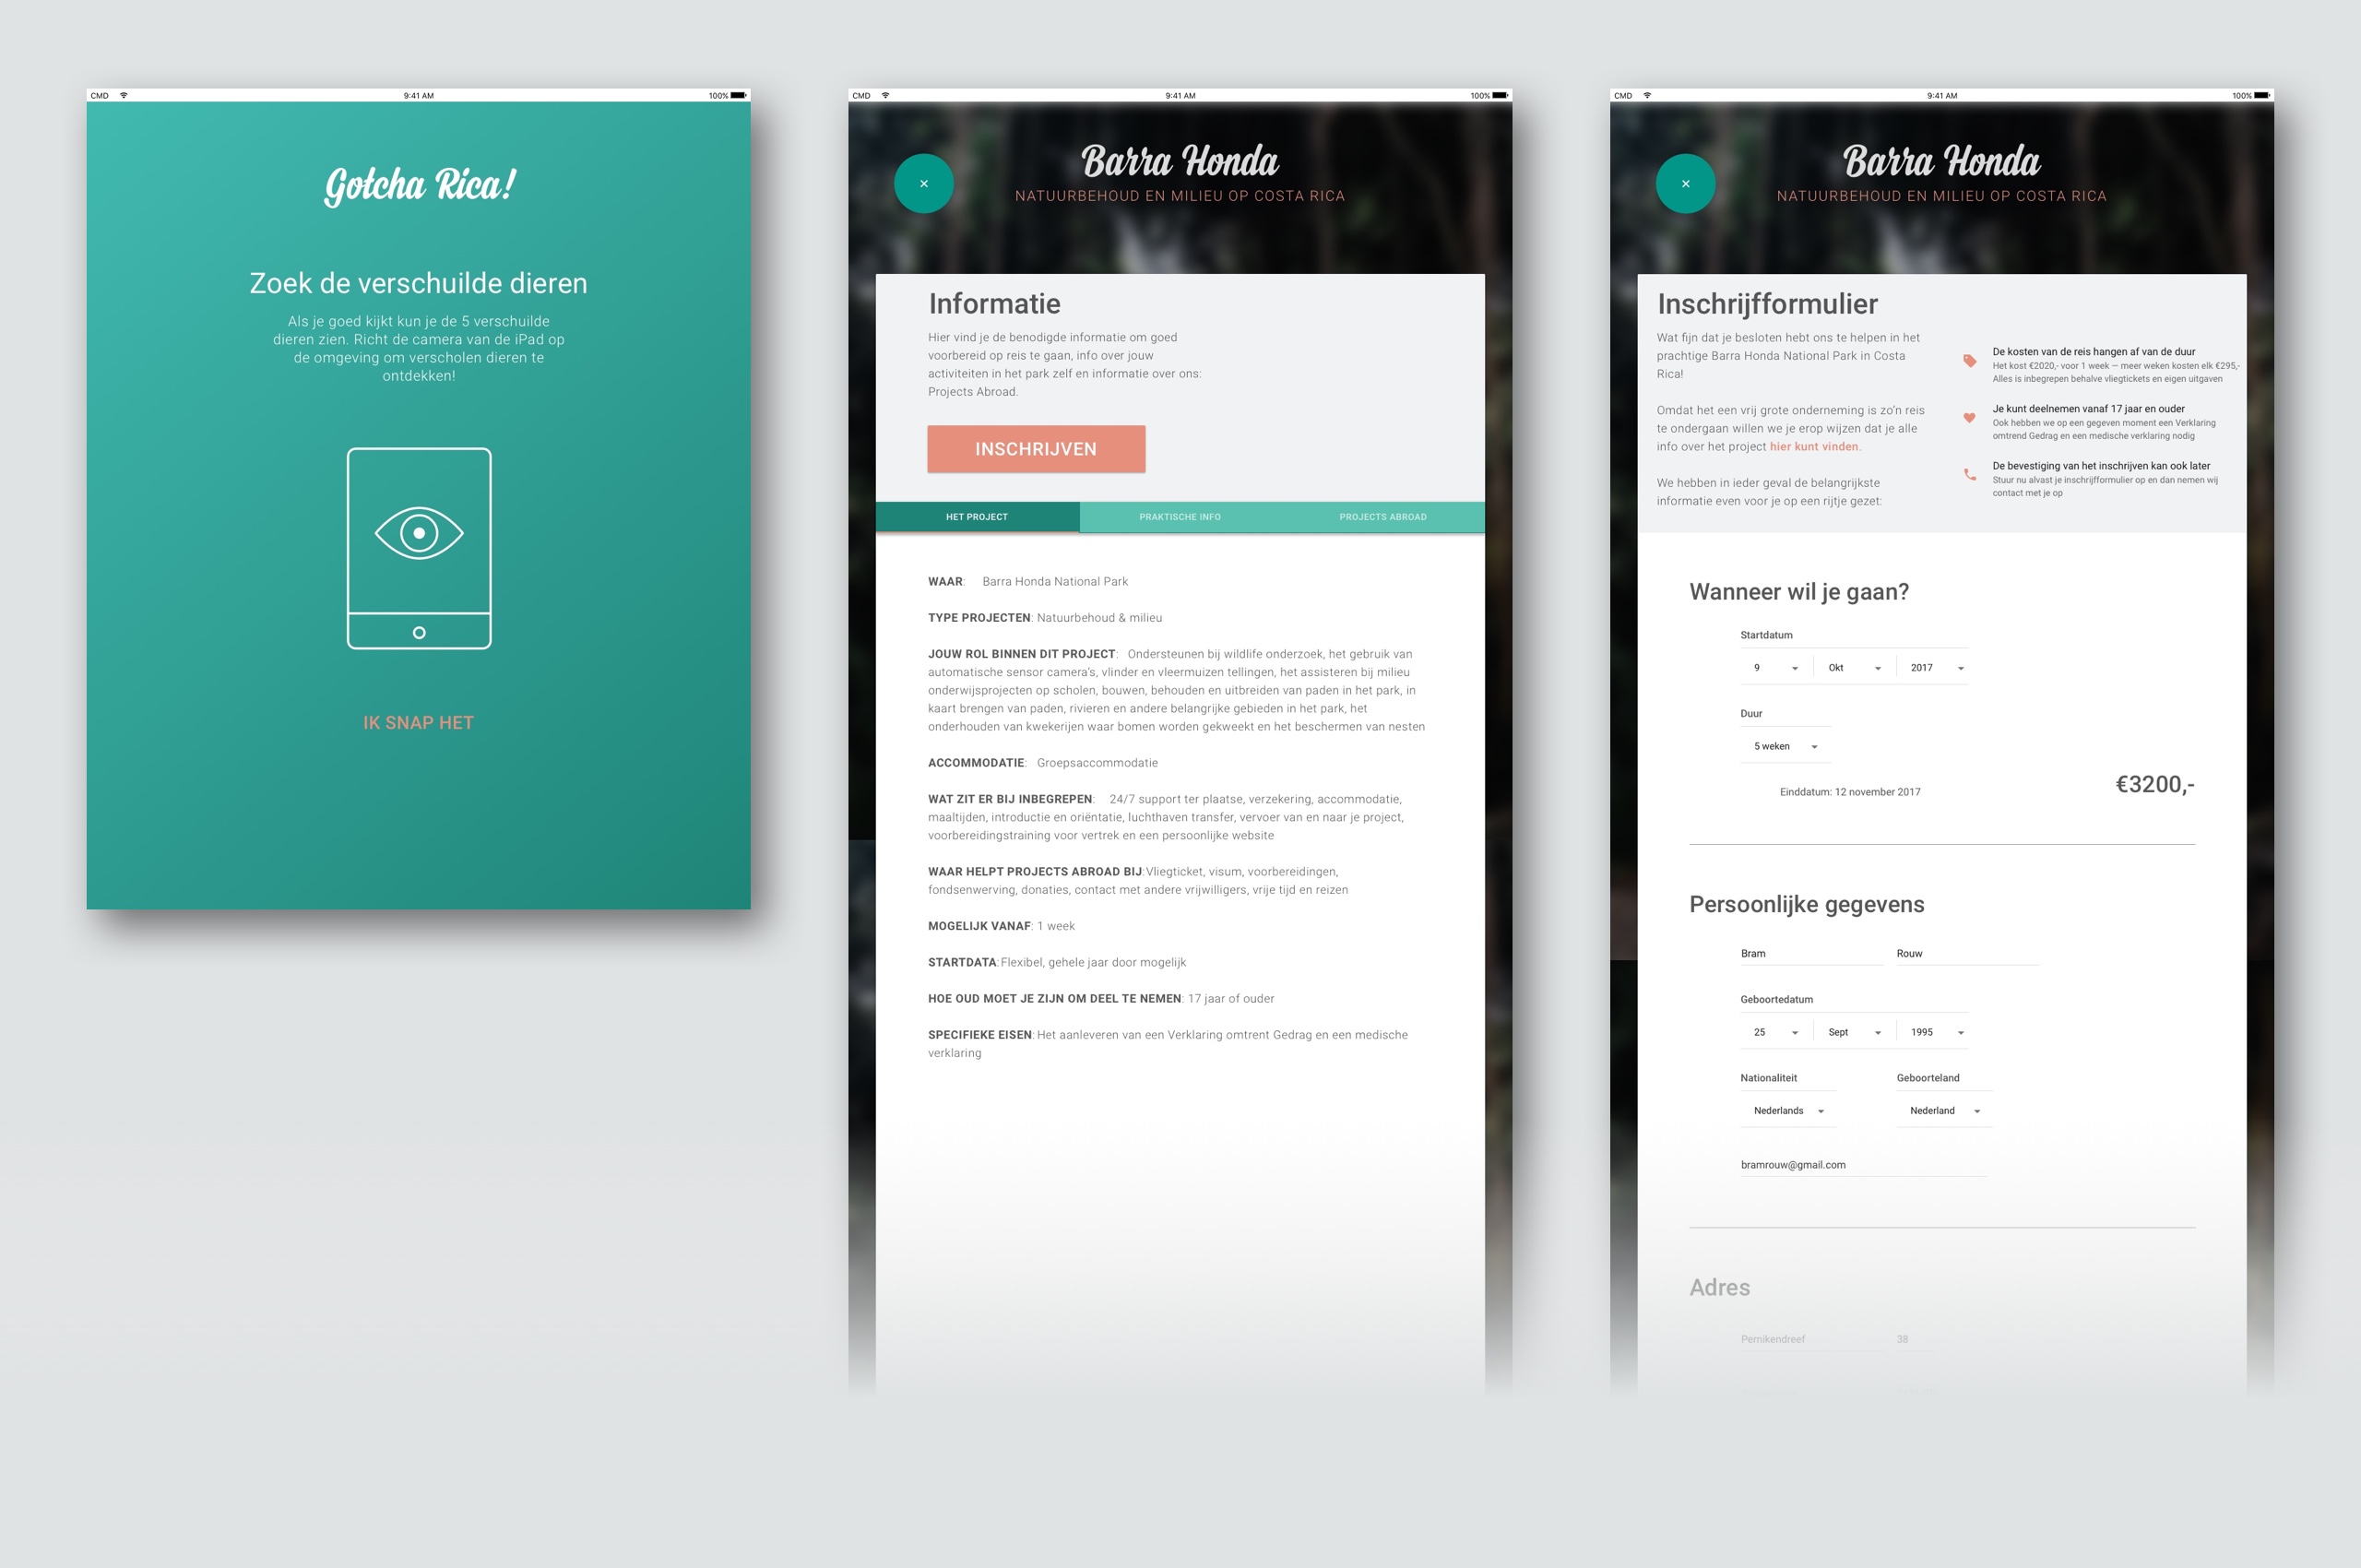 CMD 9:41 AM 100%
Gotcha Rica!
Zoek de verschuilde dieren
Als je goed kijkt kun je de 5 verschuilde
dieren zien. Richt de camera van de iPad op
de omgeving om verscholen dieren te
ontdekken!
IK SNAP HET
CMD 9:41 AM 100%
Barra Honda
NATUURBEHOUD EN MILIEU OP COSTA RICA
Informatie
Hier vind je de benodigde informatie om goed
voorbereid op reis te gaan, info over jouw
activiteiten in het park zelf en informatie over ons:
Projects Abroad.
INSCHRIJVEN
HET PROJECT PRAKTISCHE INFO PROJECTS ABROAD
WAAR: Barra Honda National Park
TYPE PROJECTEN: Natuurbehoud & milieu
JOUW ROL BINNEN DIT PROJECT: Ondersteunen bij wildlife onderzoek, het gebruik van
automatische sensor camera's, vlinder en vleermuizen tellingen, het assisteren bij milieu
onderwijsprojecten op scholen, bouwen, behouden en uitbreiden van paden in het park, in
kaart brengen van paden, rivieren en andere belangrijke gebieden in het park, het
onderhouden van kwekerijen waar bomen worden gekweekt en het beschermen van nesten
ACCOMMODATIE: Groepsaccommodatie
WAT ZIT ER BIJ INBEGREPEN: 24/7 support ter plaatse, verzekering, accommodatie,
maaltijden, introductie en oriëntatie, luchthaven transfer, vervoer van en naar je project,
voorbereidingstraining voor vertrek en een persoonlijke website
WAAR HELPT PROJECTS ABROAD BIJ: Vliegticket, visum, voorbereidingen,
fondsenwerving, donaties, contact met andere vrijwilligers, vrije tijd en reizen
MOGELIJK VANAF: 1 week
STARTDATA: Flexibel, gehele jaar door mogelijk
HOE OUD MOET JE ZIJN OM DEEL TE NEMEN: 17 jaar of ouder
SPECIFIEKE EISEN: Het aanleveren van een Verklaring omtrent Gedrag en een medische
verklaring
CMD 9:41 AM 100%
Barra Honda
NATUURBEHOUD EN MILIEU OP COSTA RICA
Inschrijfformulier
Wat fijn dat je besloten hebt ons te helpen in het
prachtige Barra Honda National Park in Costa
Rica!
Omdat het een vrij grote onderneming is zo'n reis
te ondergaan willen we je erop wijzen dat je alle
info over het project hier kunt vinden.
We hebben in ieder geval de belangrijkste
informatie even voor je op een rijtje gezet:
De kosten van de reis hangen af van de duur
Het kost €2020,- voor 1 week — meer weken kosten elk €295,-
Alles is inbegrepen behalve vliegtickets en eigen uitgaven
Je kunt deelnemen vanaf 17 jaar en ouder
Ook hebben we op een gegeven moment een Verklaring
omtrend Gedrag en een medische verklaring nodig
De bevestiging van het inschrijven kan ook later
Stuur nu alvast je inschrijfformulier op en dan nemen wij
contact met je op
Wanneer wil je gaan?
Startdatum
9 Okt 2017
Duur
5 weken
Einddatum: 12 november 2017
€3200,-
Persoonlijke gegevens
Bram Rouw
Geboortedatum
25 Sept 1995
Nationaliteit Geboorteland
Nederlands Nederland
bramrouw@gmail.com
Adres
Pernikendreef 38